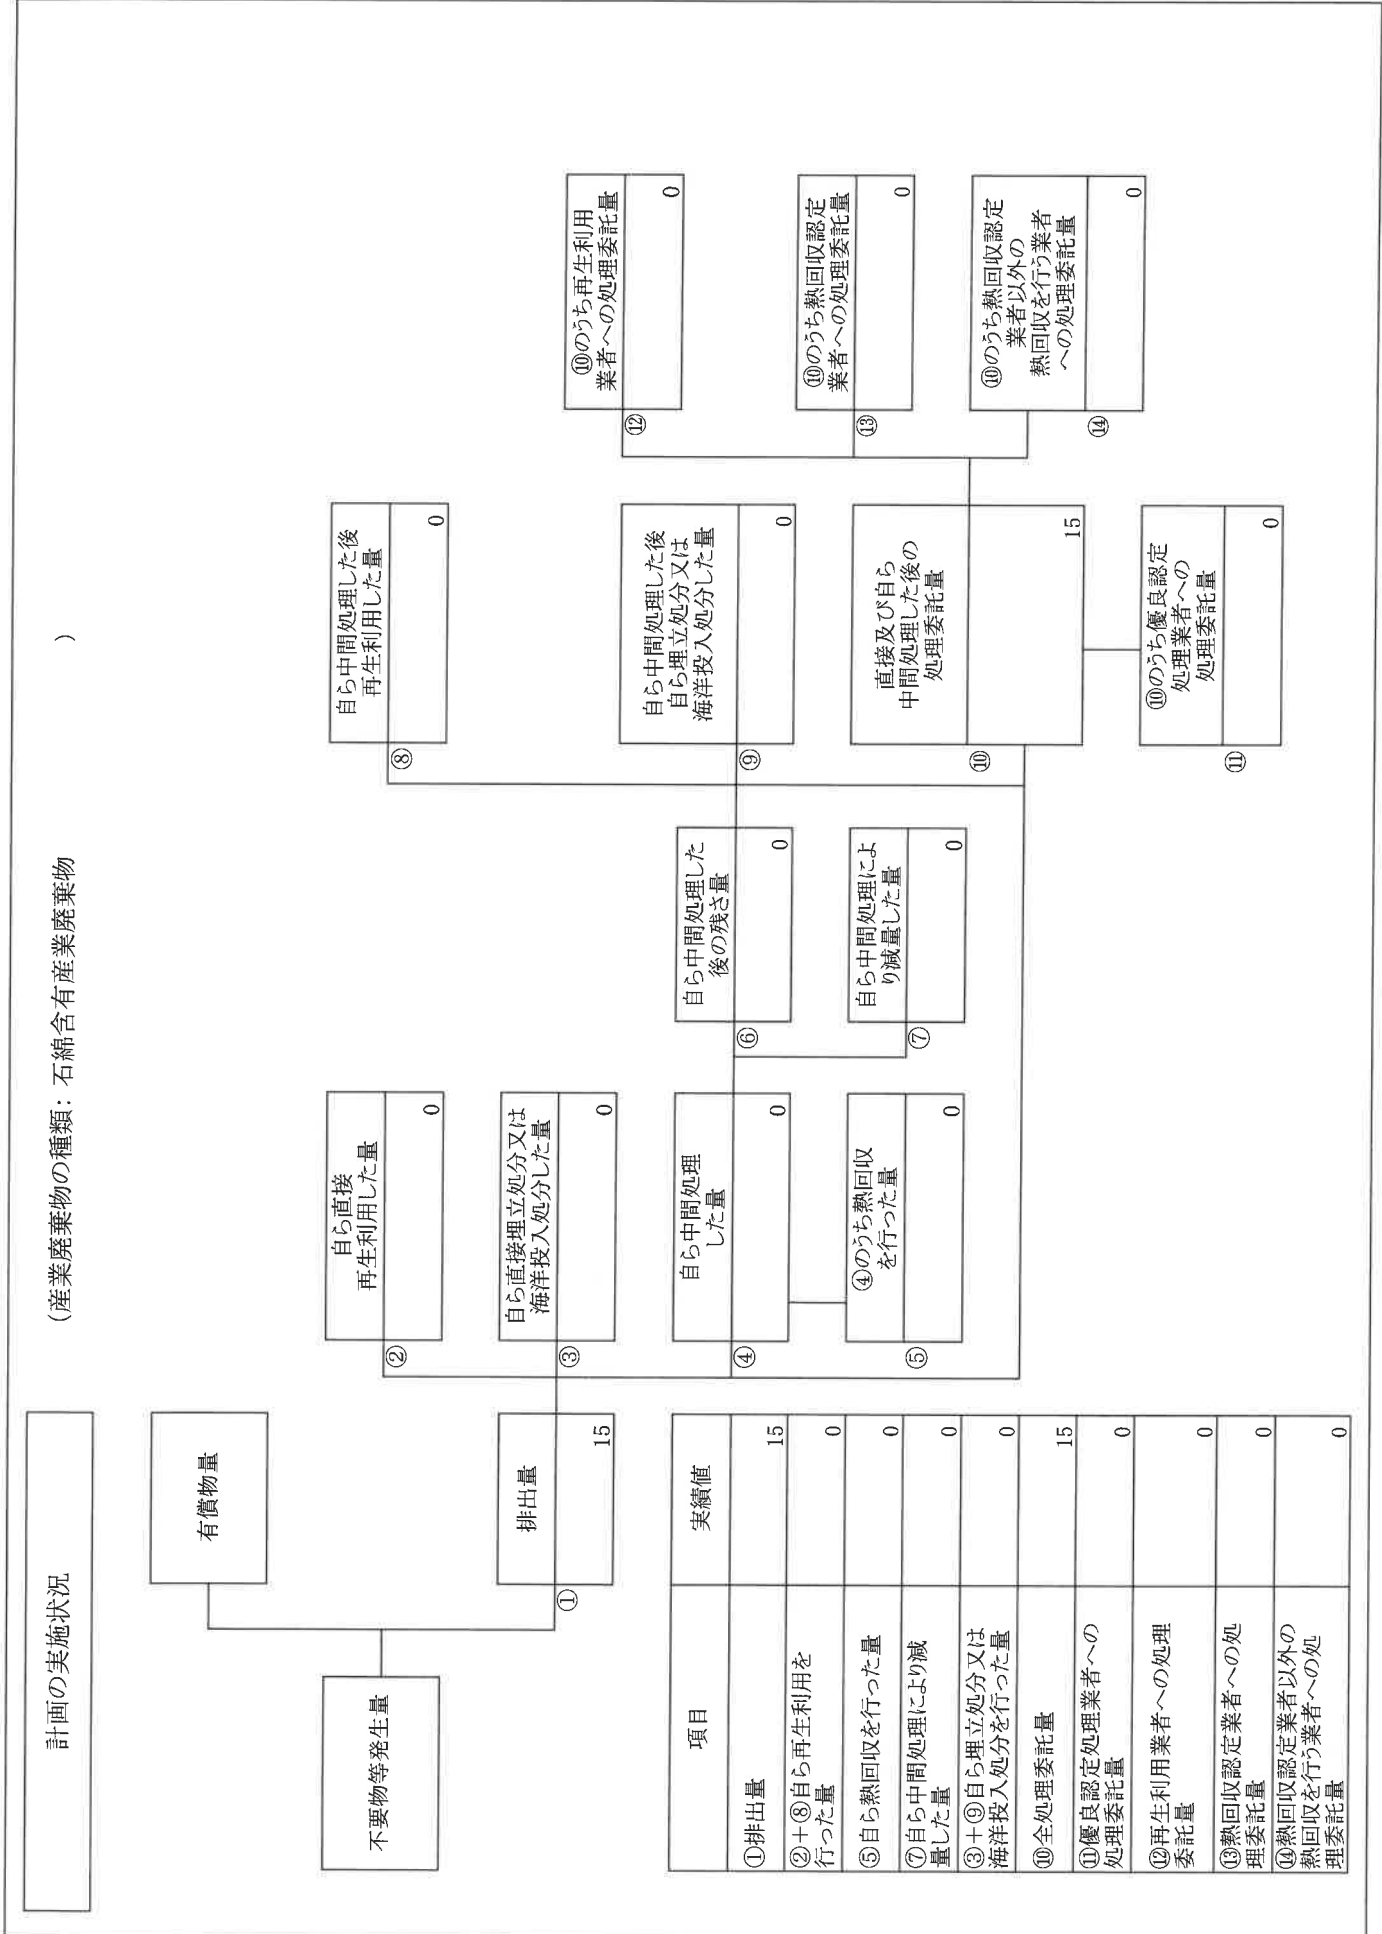 計画の実施状況
（産業廃棄物の種類：石綿含有産業廃棄物　　　　　　　）
不要物等発生量
有償物量
①
排出量
15
②
自ら直接
再生利用した量
0
③
自ら直接埋立処分又は
海洋投入処分した量
0
④
自ら中間処理
した量
0
⑤
④のうち熱回収
を行った量
0
⑥
自ら中間処理した
後の残さ量
0
⑦
自ら中間処理によ
り減量した量
0
⑧
自ら中間処理した後
再生利用した量
0
⑨
自ら中間処理した後
自ら埋立処分又は
海洋投入処分した量
0
⑩
直接及び自ら
中間処理した後の
処理委託量
15
⑪
⑩のうち優良認定
処理業者への
処理委託量
0
⑫
⑩のうち再生利用
業者への処理委託量
0
⑬
⑩のうち熱回収認定
業者への処理委託量
0
⑭
⑩のうち熱回収認定
業者以外の
熱回収を行う業者
への処理委託量
0
項目　実績値
①排出量　15
②＋⑧自ら再生利用を
行った量　0
⑤自ら熱回収を行った量　0
⑦自ら中間処理により減
量した量　0
③＋⑨自ら埋立処分又は
海洋投入処分を行った量　0
⑩全処理委託量　15
⑪優良認定処理業者への
処理委託量　0
⑫再生利用業者への処理
委託量　0
⑬熱回収認定業者への処
理委託量　0
⑭熱回収認定業者以外の
熱回収を行う業者への処
理委託量　0